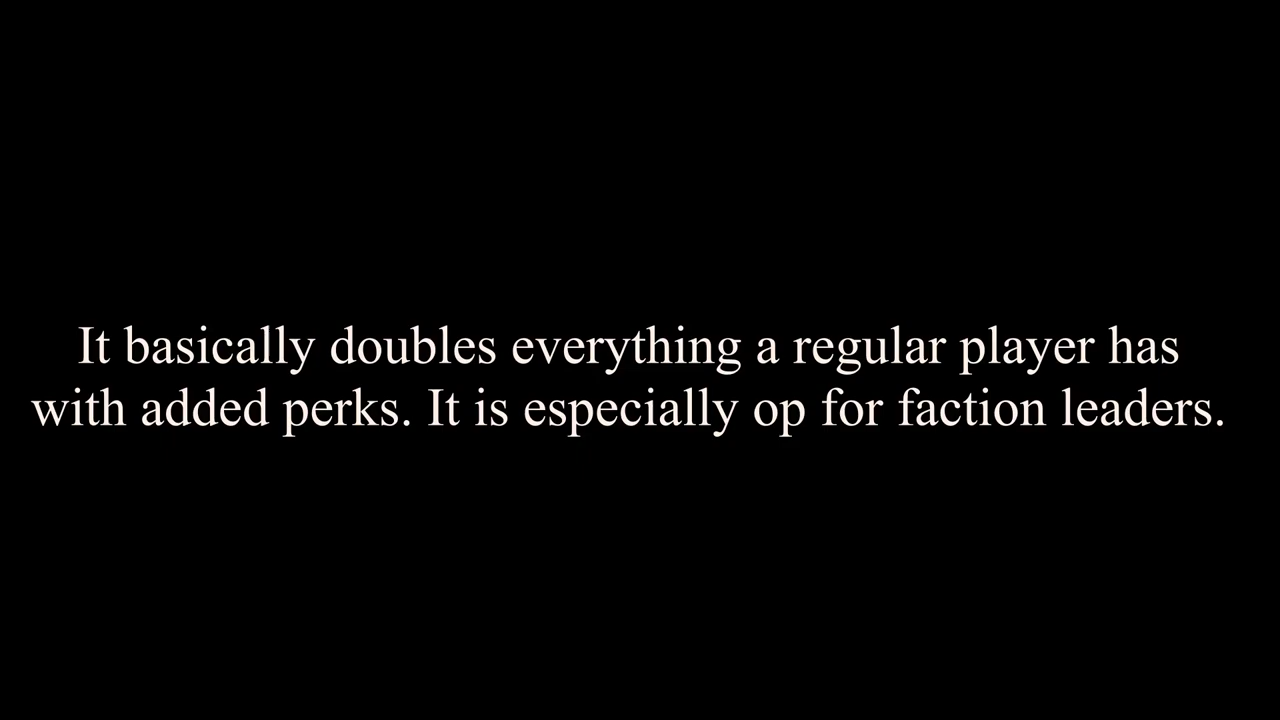 It basically doubles everything a regular player has
with added perks. It is especially op for faction leaders.